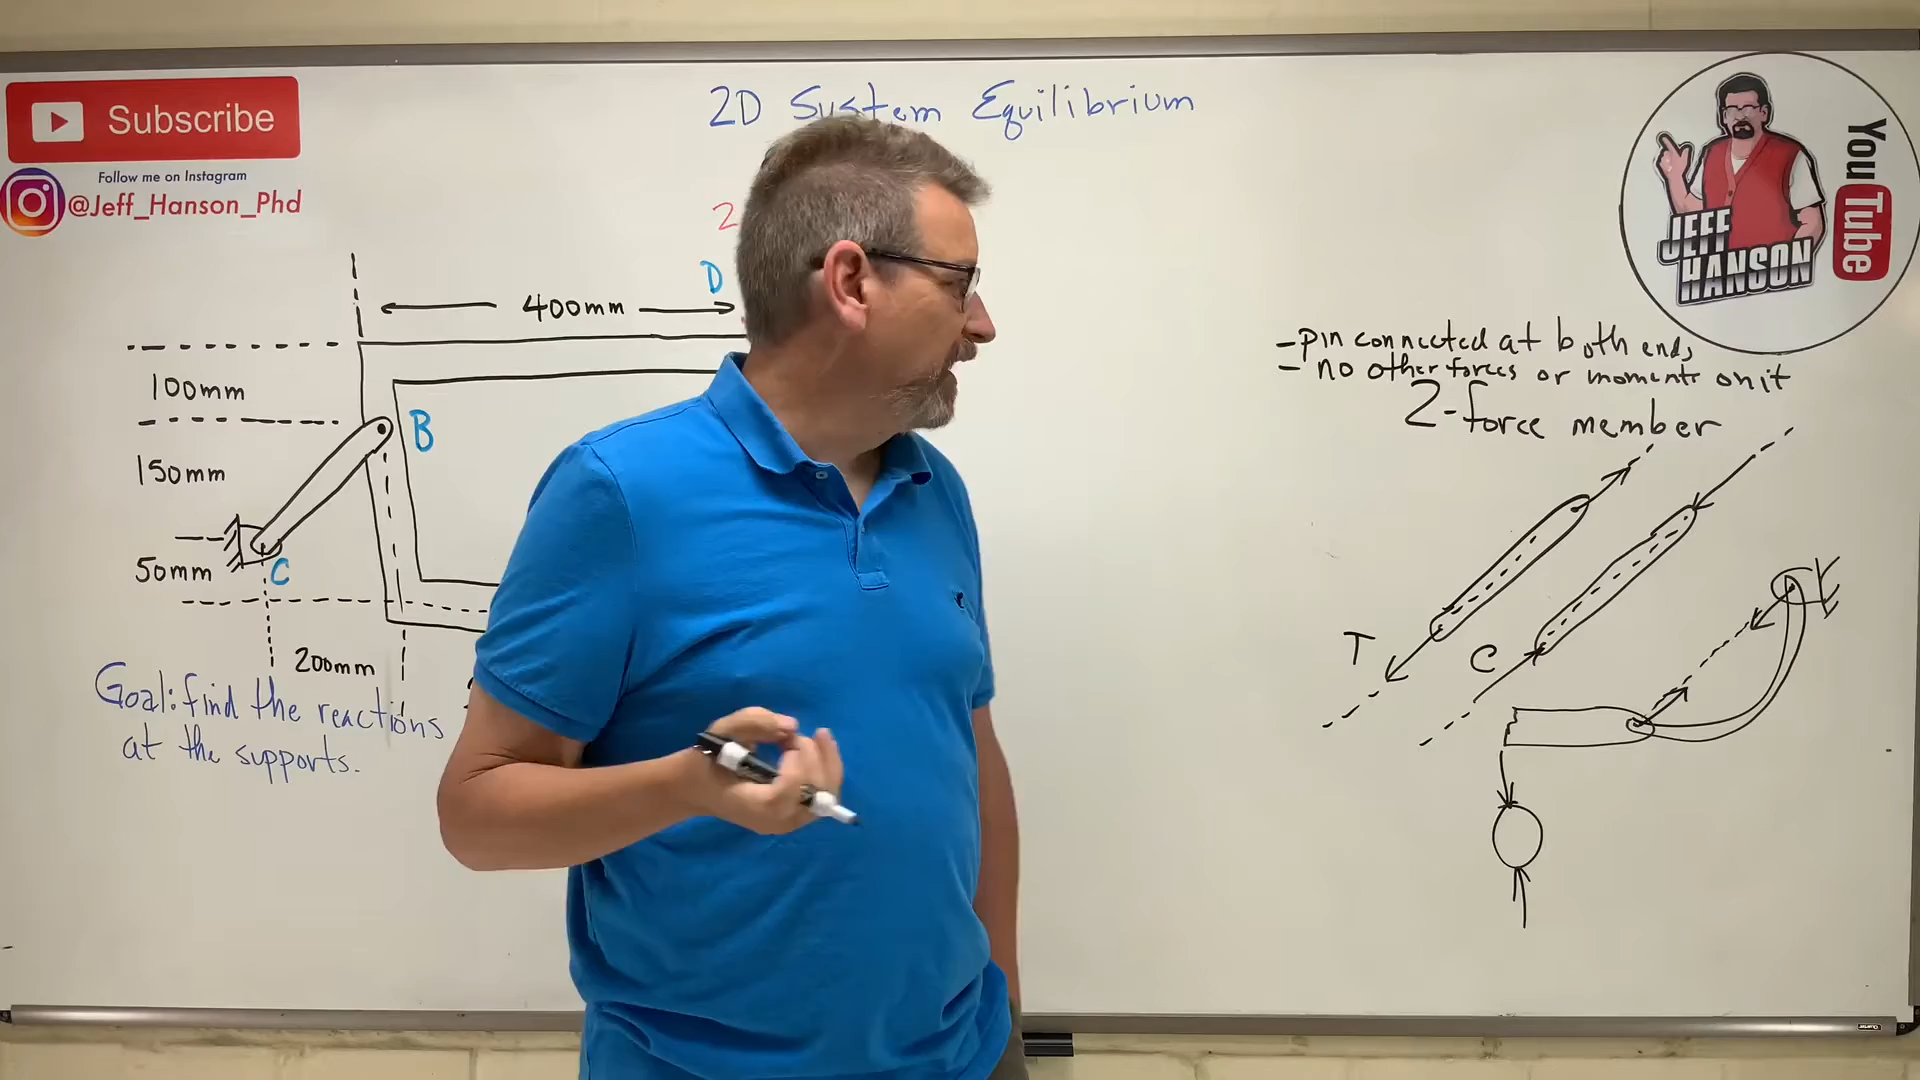 Subscribe
Follow me on Instagram
@Jeff_Hanson_Phd
2D System Equilibrium
2
D
400mm
100mm
B
150mm
50mm
C
200mm
Goal: find the reactions
at the supports.
JEFF
HANSON
YouTube
- pin connected at both ends
- no other forces or moments on it
2-force member
T
C